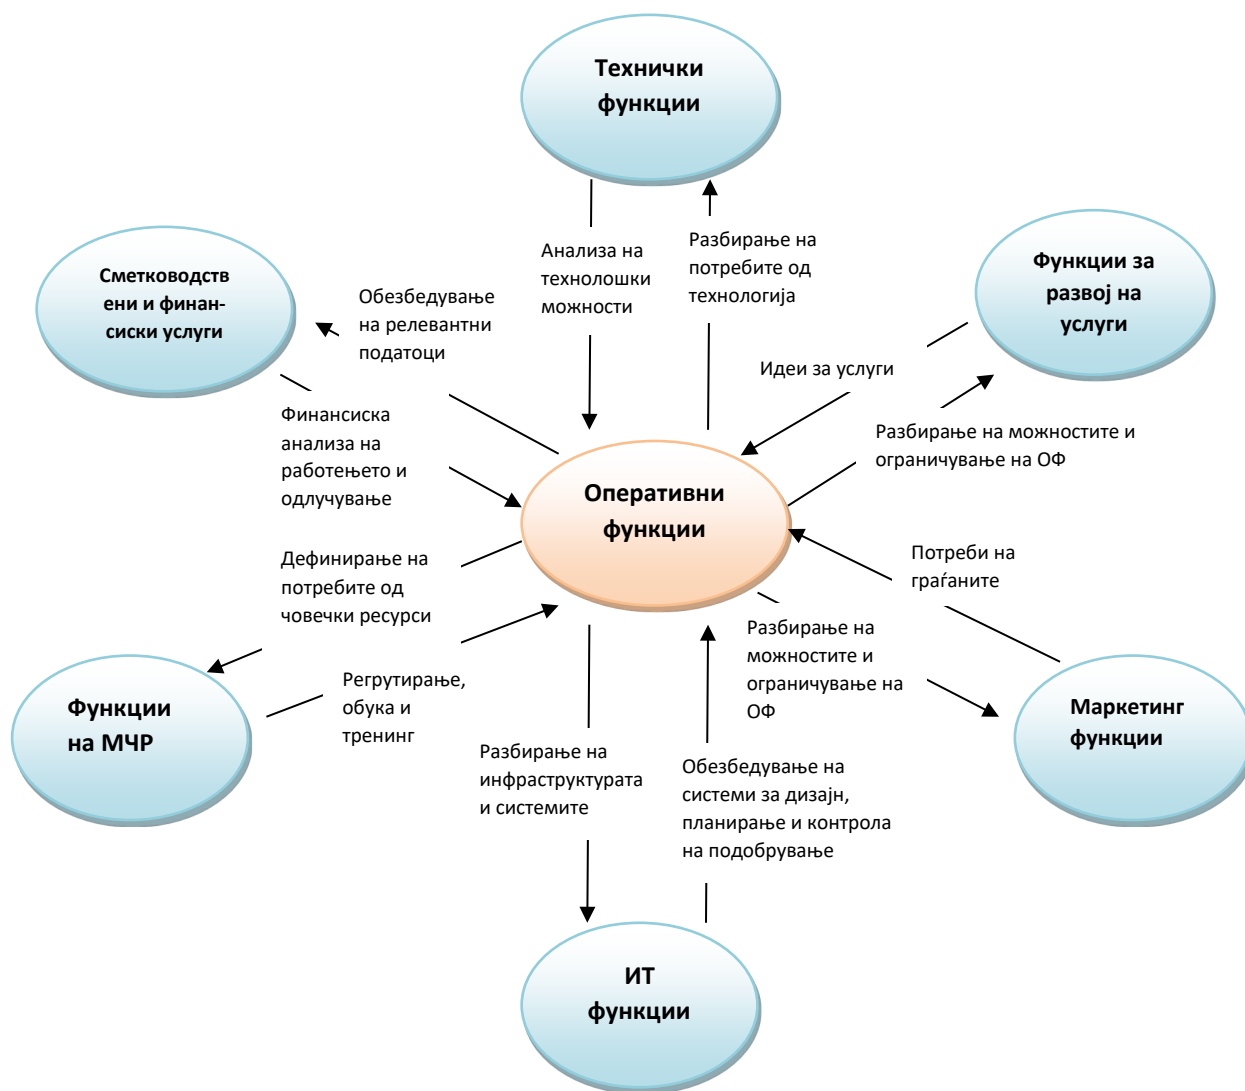 Технички
функции
Анализа на
технолошки
можности
Разбирање на
потребите од
технологија
Сметководств
ени и финан-
сиски услуги
Обезбедување
на релевантни
податоци
Функции за
развој на
услуги
Идеи за услуги
Финансиска
анализа на
работењето и
одлучување
Разбирање на можностите и
ограничување на ОФ
Оперативни
функции
Дефинирање на
потребите од
човечки ресурси
Потреби на
граѓаните
Разбирање на
можностите и
ограничување на
ОФ
Функции
на МЧР
Регрутирање,
обука и
тренинг
Маркетинг
функции
Разбирање на
инфраструктурата
и системите
Обезбедување на
системи за дизајн,
планирање и контрола
на подобрување
ИТ
функции